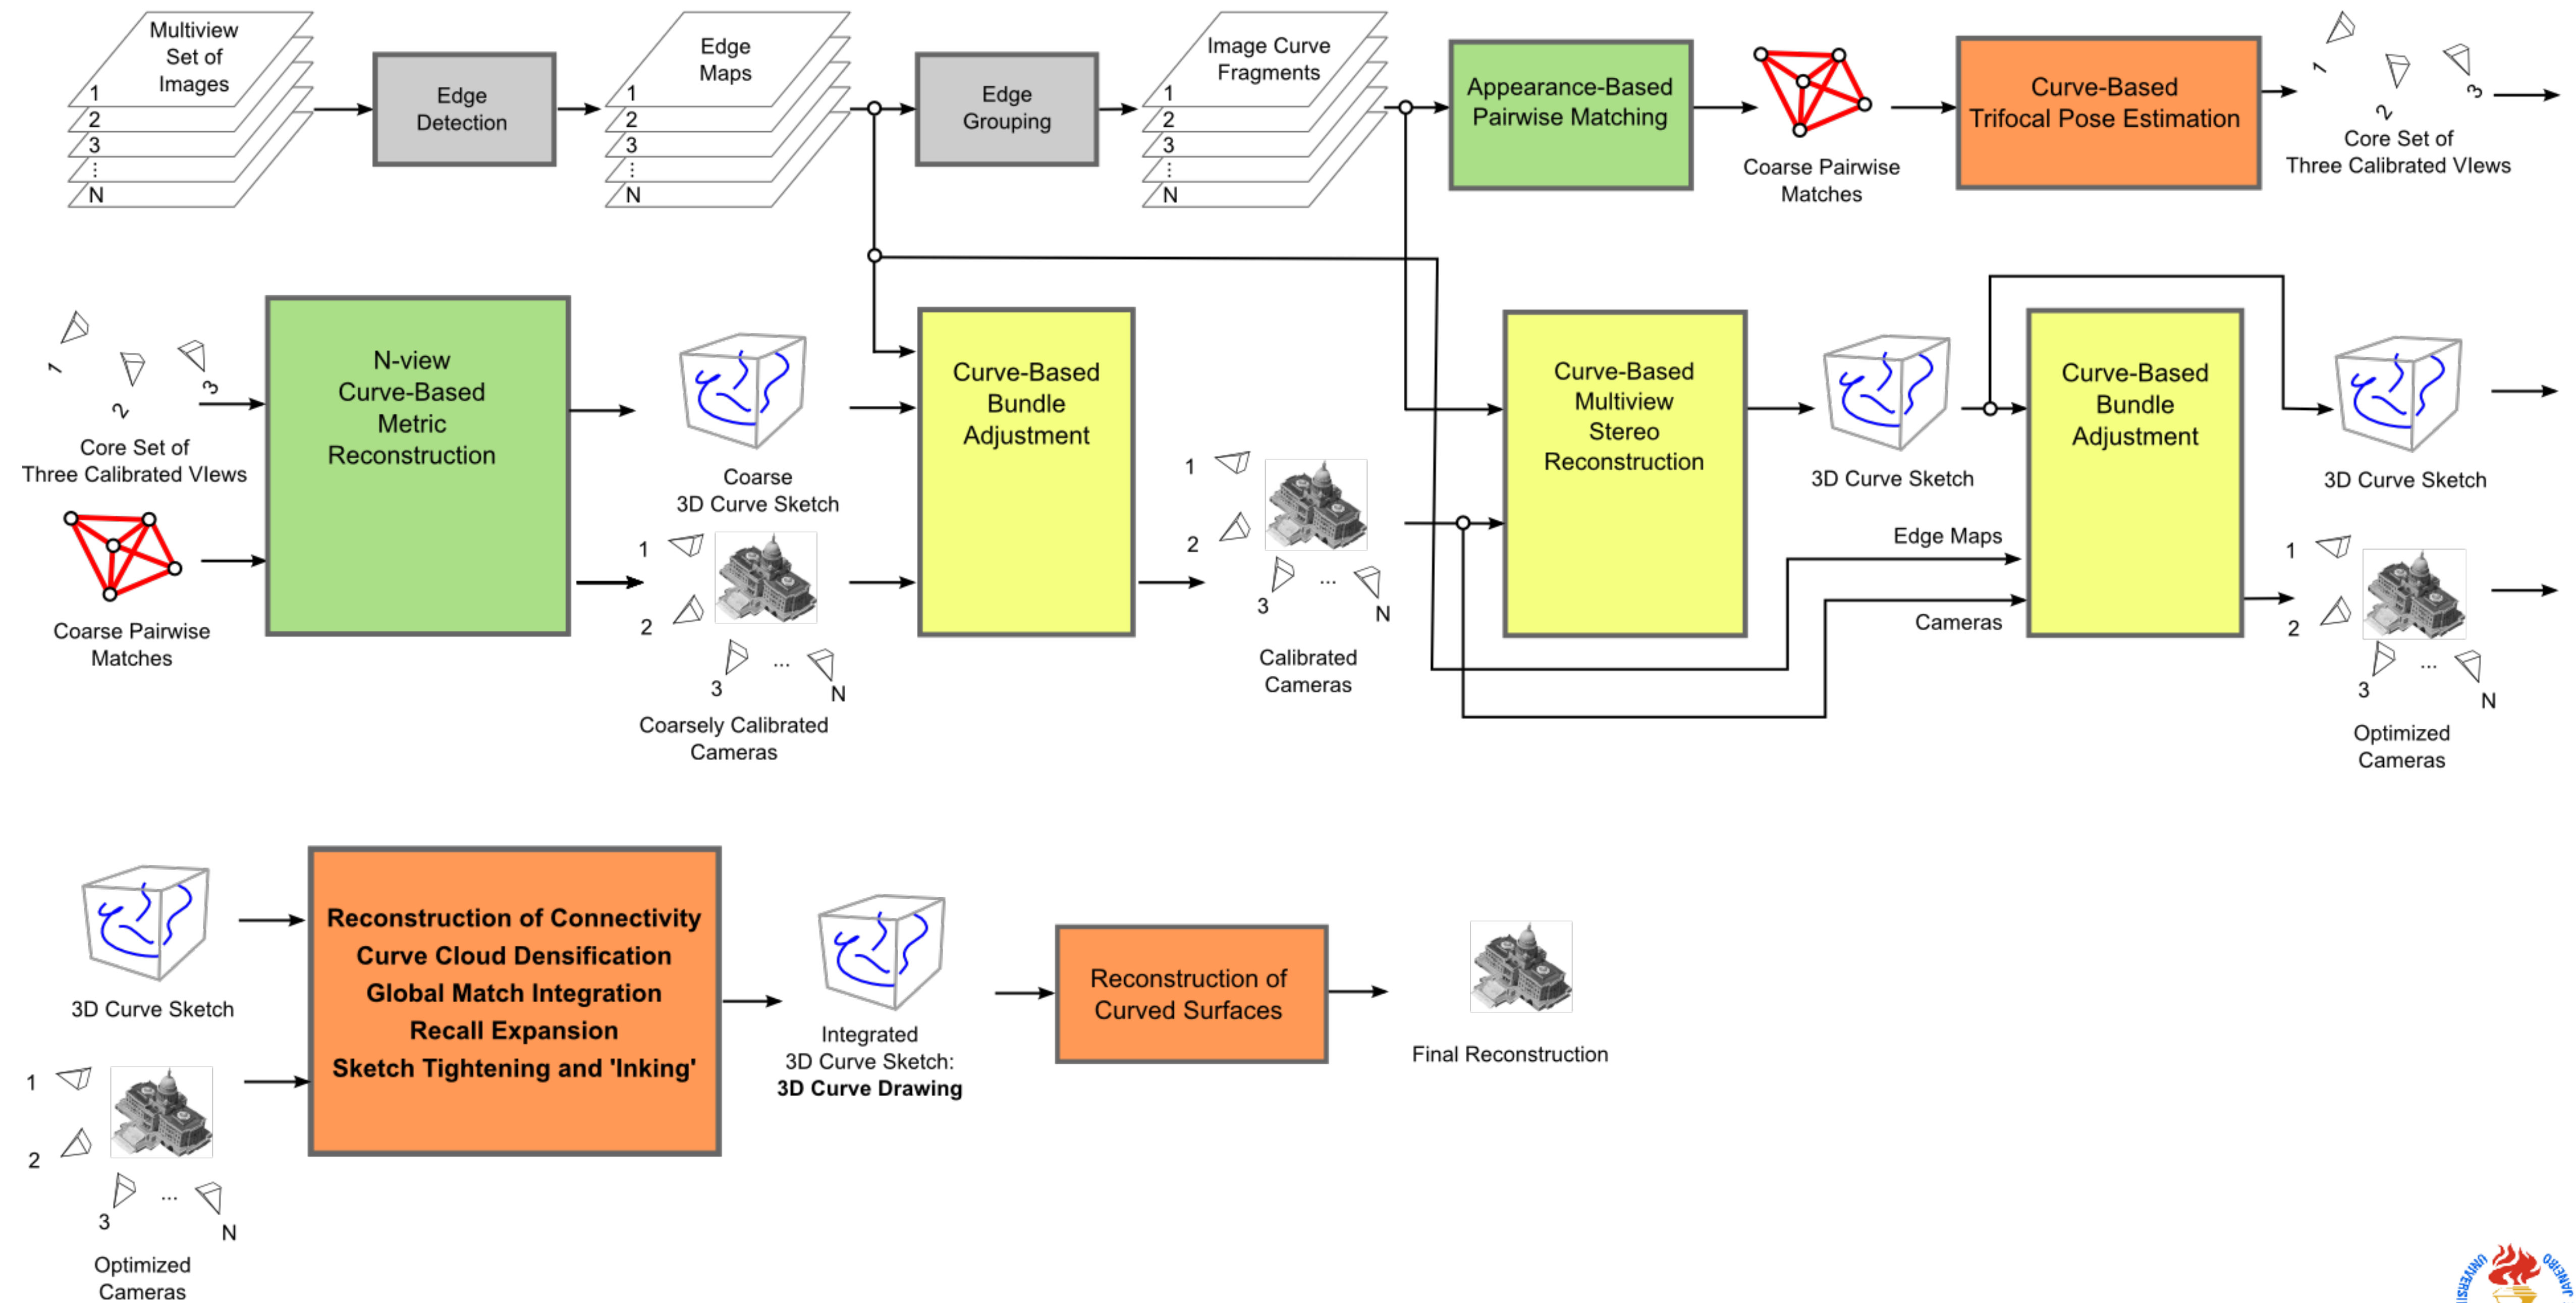 Multiview
Set of
Images
1
2
3
⋮
N
Edge
Detection
Edge
Maps
1
2
3
⋮
N
Edge
Grouping
Image Curve
Fragments
1
2
3
⋮
N
Appearance-Based
Pairwise Matching
Coarse Pairwise
Matches
Curve-Based
Trifocal Pose Estimation
1
2
3
Core Set of
Three Calibrated VIews
1
2
3
Core Set of
Three Calibrated VIews
Coarse Pairwise
Matches
N-view
Curve-Based
Metric
Reconstruction
Coarse
3D Curve Sketch
1
2
3
...
N
Coarsely Calibrated
Cameras
Curve-Based
Bundle
Adjustment
1
2
3
...
N
Calibrated
Cameras
Curve-Based
Multiview
Stereo
Reconstruction
3D Curve Sketch
Edge Maps
Cameras
Curve-Based
Bundle
Adjustment
3D Curve Sketch
1
2
3
...
N
Optimized
Cameras
3D Curve Sketch
1
2
3
...
N
Optimized
Cameras
Reconstruction of Connectivity
Curve Cloud Densification
Global Match Integration
Recall Expansion
Sketch Tightening and 'Inking'
Integrated
3D Curve Sketch:
3D Curve Drawing
Reconstruction of
Curved Surfaces
Final Reconstruction